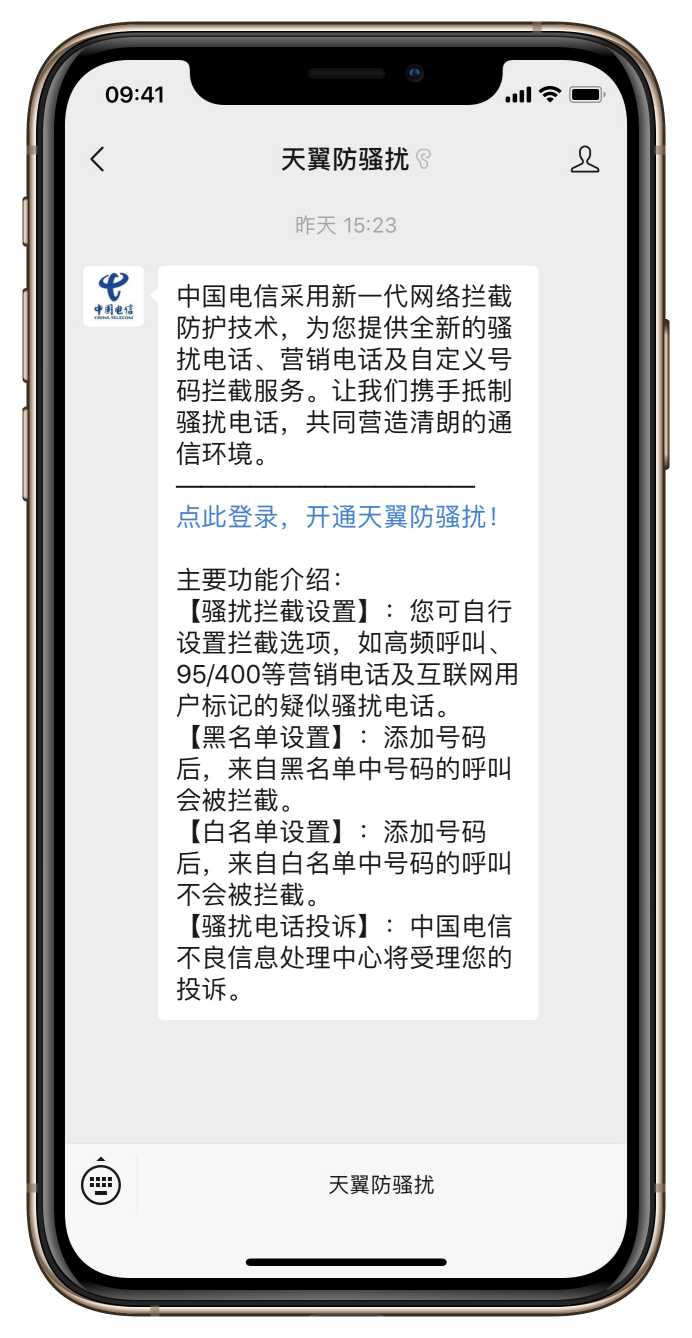 09:41
天翼防骚扰
昨天 15:23
中国电信
CHINA TELECOM
中国电信采用新一代网络拦截
防护技术，为您提供全新的骚
扰电话、营销电话及自定义号
码拦截服务。让我们携手抵制
骚扰电话，共同营造清朗的通
信环境。
点此登录，开通天翼防骚扰！
主要功能介绍：
【骚扰拦截设置】：您可自行
设置拦截选项，如高频呼叫、
95/400等营销电话及互联网用
户标记的疑似骚扰电话。
【黑名单设置】：添加号码
后，来自黑名单中号码的呼叫
会被拦截。
【白名单设置】：添加号码
后，来自白名单中号码的呼叫
不会被拦截。
【骚扰电话投诉】：中国电信
不良信息处理中心将受理您的
投诉。
天翼防骚扰